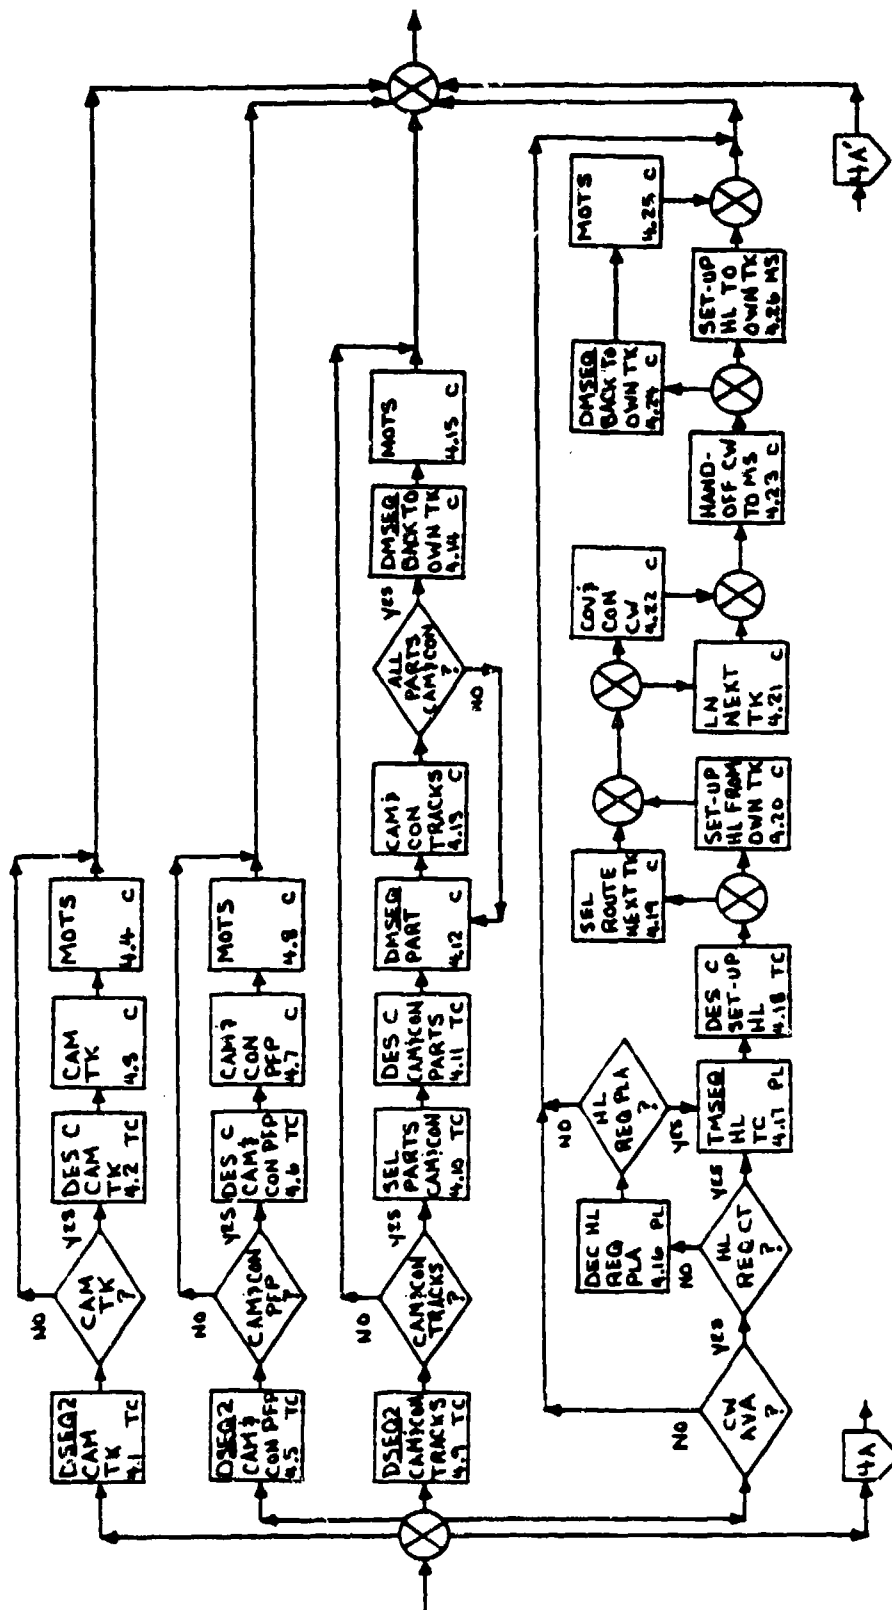 DSEQ2
CAM
TK
4.1 TC
CAM
TK
?
NO
YES
DES C
CAM
TK
4.2 TC
CAM
TK
4.3 C
MOTS
4.4 C
DSEQ2
CAM}
CON PFP
4.5 TC
CAM}CON
PFP
?
NO
YES
DES C
CAM}
CON PFP
4.6 TC
CAM}
CON
PFP
4.7 C
MOTS
4.8 C
DSEQ2
CAM}CON
TRACKS
4.9 TC
CAM}CON
TRACKS
?
NO
YES
SEL
PARTS
CAM}CON
4.10 TC
DES C
CAM}CON
PARTS
4.11 TC
DMSEQ
PART
4.12 C
CAM}
CON
TRACKS
4.13 C
ALL
PARTS
CAM}CON
?
YES
NO
DMSEQ
BACK TO
OWN TK
4.14 C
MOTS
4.15 C
CW
AVA
?
NO
YES
HL
REQ CT
?
NO
YES
DEC HL
REQ
PLA
4.16 PL
HL
REQ PLA
?
NO
YES
TMSEQ
HL
TC
4.17 PL
DES C
SET-UP
HL
4.18 TC
SEL
ROUTE
NEXT TK
4.19 C
SET-UP
HL FROM
OWN TK
4.20 C
LN
NEXT
TK
4.21 C
COV}
CON
CW
4.22 C
HAND-
OFF CW
TO MS
4.23 C
DMSEQ
BACK TO
OWN TK
4.24 C
MOTS
4.25 C
SET-UP
HL TO
OWN TK
4.26 MS
4A
4A'